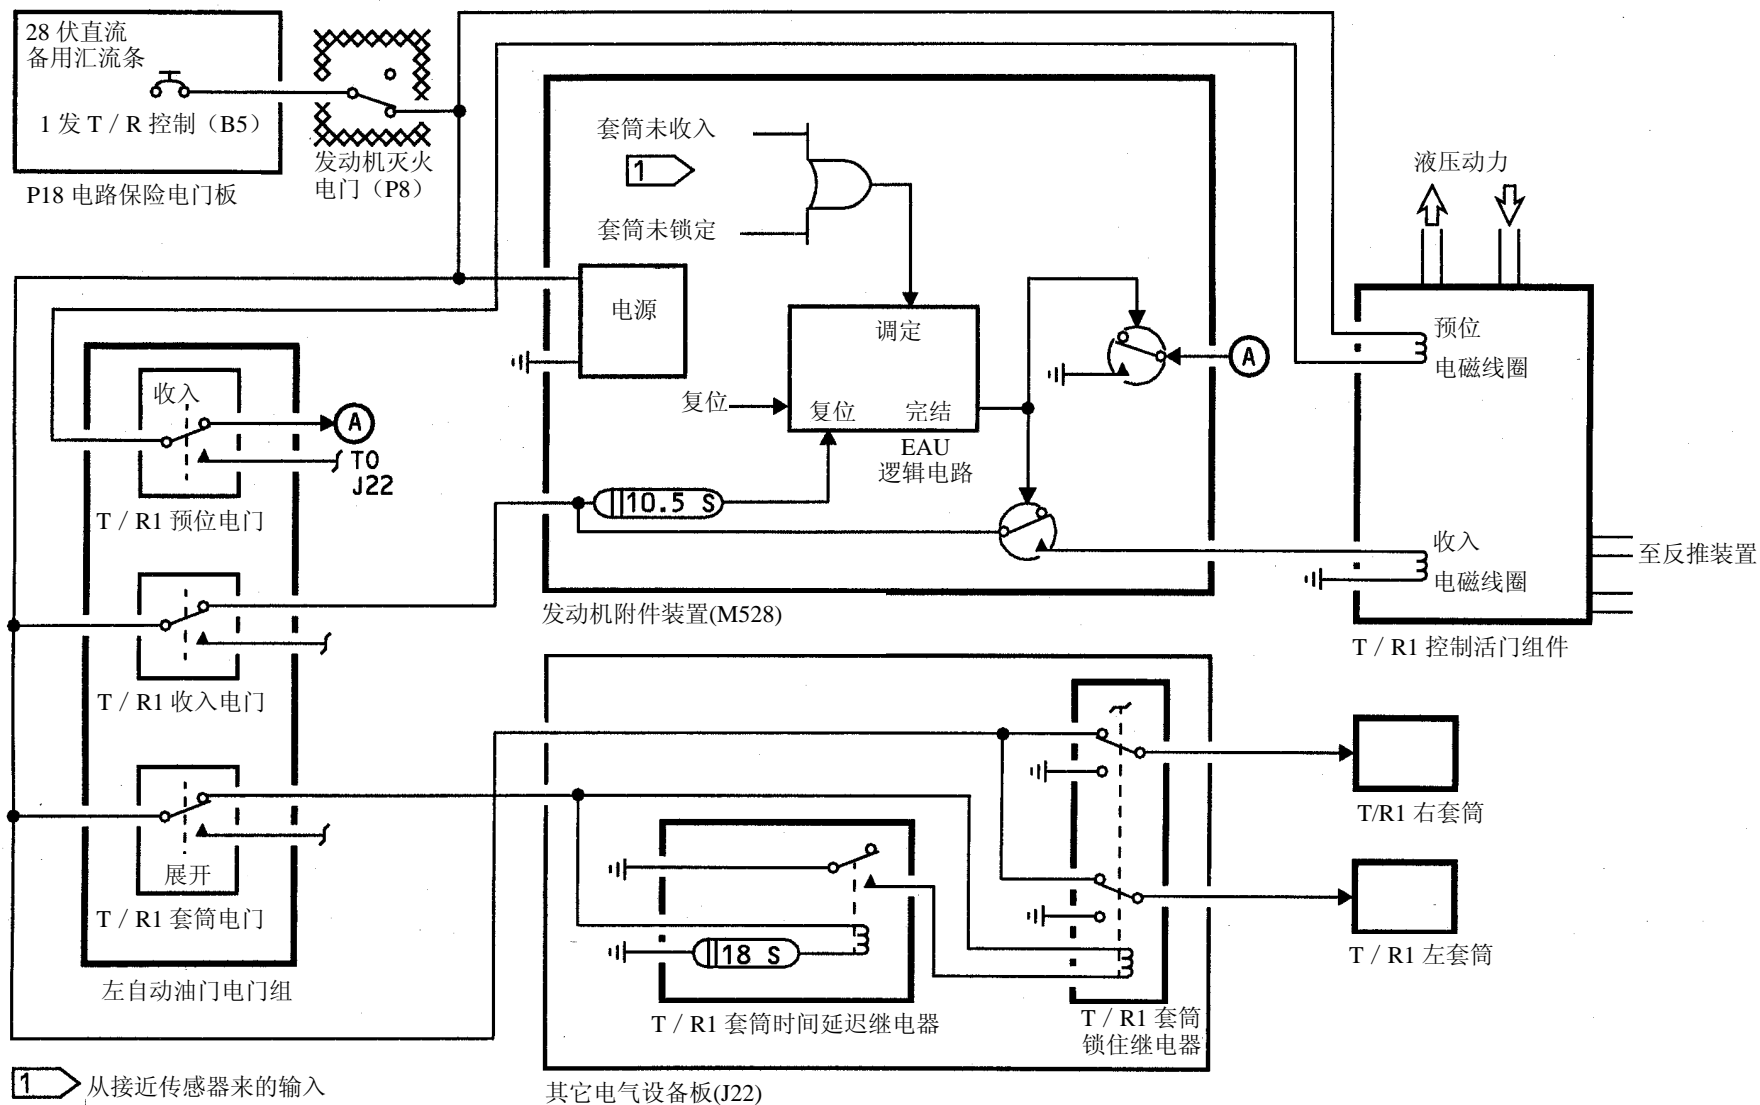 28 伏直流
备用汇流条
1 发 T / R 控制（B5）
P18 电路保险电门板
发动机灭火
电门（P8）
套筒未收入
1
套筒未锁定
电源
调定
复位
复位
完结
EAU
逻辑电路
10.5 S
A
发动机附件装置(M528)
液压动力
预位
电磁线圈
收入
电磁线圈
至反推装置
T / R1 控制活门组件
收入
A
TO
J22
T / R1 预位电门
T / R1 收入电门
展开
T / R1 套筒电门
左自动油门电门组
18 S
T / R1 套筒时间延迟继电器
T / R1 套筒
锁住继电器
其它电气设备板(J22)
T/R1 右套筒
T / R1 左套筒
1 从接近传感器来的输入